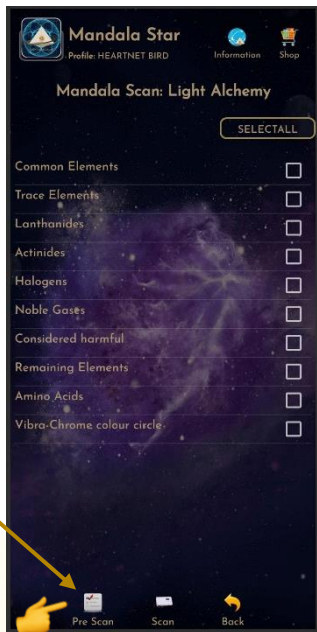 Mandala Star
Profile: HEARTNET BIRD
Information
Shop
Mandala Scan: Light Alchemy
SELECTALL
Common Elements
Trace Elements
Lanthanides
Actinides
Halogens
Noble Gases
Considered harmful
Remaining Elements
Amino Acids
Vibra-Chrome colour circle
Pre Scan
Scan
Back